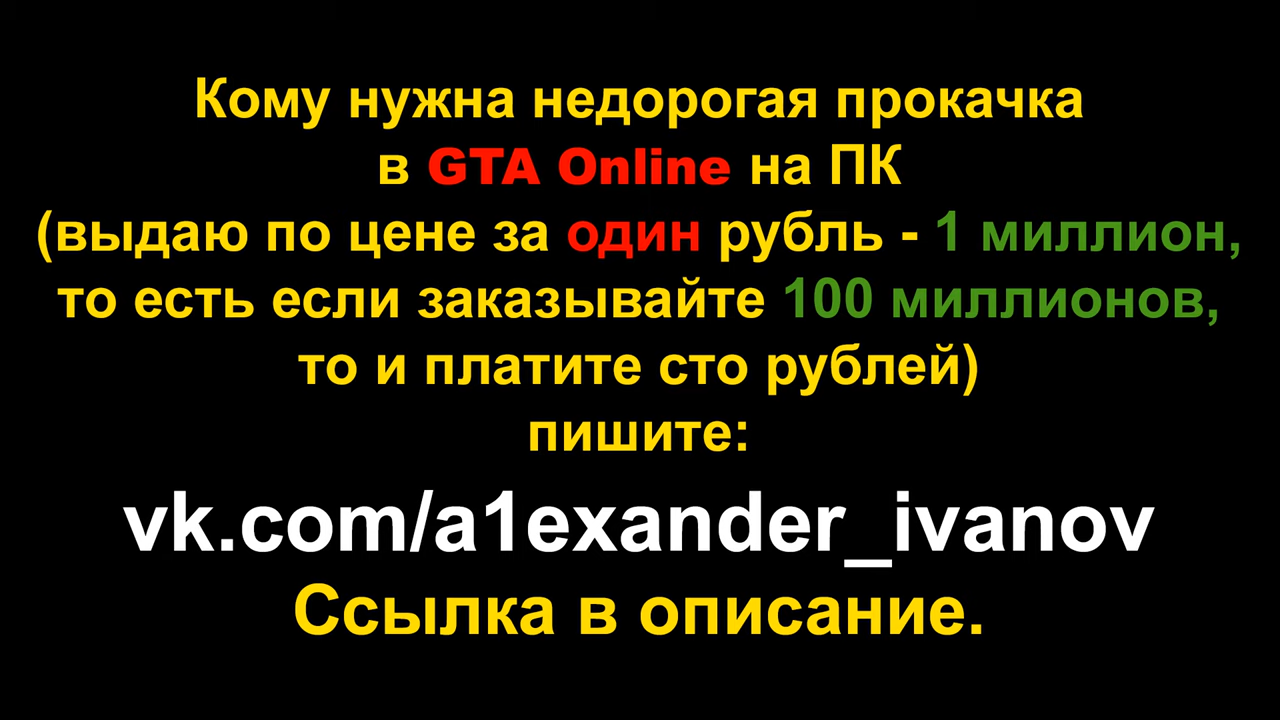 Кому нужна недорогая прокачка
в GTA Online на ПК
(выдаю по цене за один рубль - 1 миллион,
то есть если заказывайте 100 миллионов,
то и платите сто рублей)
пишите:
vk.com/a1exander_ivanov
Ссылка в описание.